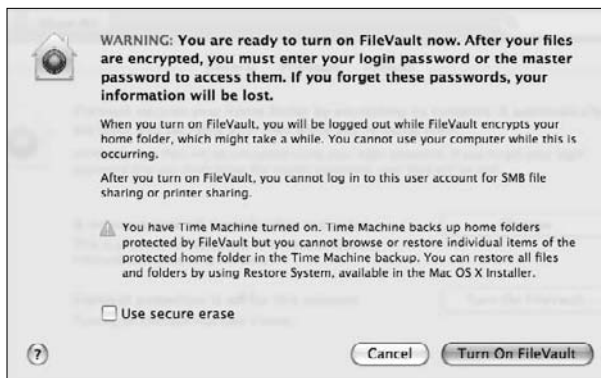 WARNING: You are ready to turn on FileVault now. After your files
are encrypted, you must enter your login password or the master
password to access them. If you forget these passwords, your
information will be lost.
When you turn on FileVault, you will be logged out while FileVault encrypts your
home folder, which might take a while. You cannot use your computer while this is
occurring.
After you turn on FileVault, you cannot log in to this user account for SMB file
sharing or printer sharing.
You have Time Machine turned on. Time Machine backs up home folders
protected by FileVault but you cannot browse or restore individual items of the
protected home folder in the Time Machine backup. You can restore all files
and folders by using Restore System, available in the Mac OS X Installer.
Use secure erase
? Cancel Turn On FileVault